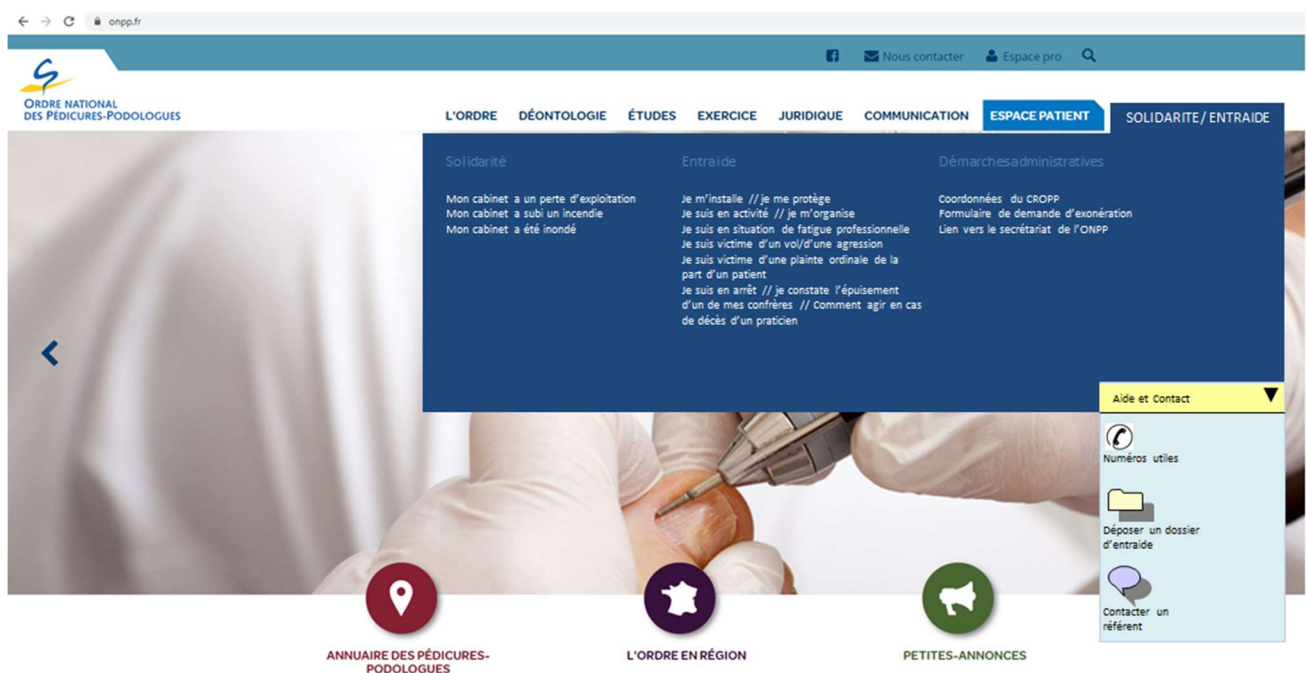 onpp.fr
Nous contacter
Espace pro
ORDRE NATIONAL
DES PÉDICURES-PODOLOGUES
L'ORDRE
DÉONTOLOGIE
ÉTUDES
EXERCICE
JURIDIQUE
COMMUNICATION
ESPACE PATIENT
SOLIDARITE/ ENTRAIDE
Solidarité
Mon cabinet a un perte d'exploitation
Mon cabinet a subi un incendie
Mon cabinet a été inondé
Entraide
Je m'installe // je me protège
Je suis en activité // je m'organise
Je suis en situation de fatigue professionnelle
Je suis victime d'un vol/d'une agression
Je suis victime d'une plainte ordinale de la
part d'un patient
Je suis en arrêt // je constate l'épuisement
d'un de mes confrères // Comment agir en cas
de décès d'un praticien
Démarches administratives
Coordonnées du CROPP
Formulaire de demande d'exonération
Lien vers le secrétariat de l'ONPP
Aide et Contact
Numéros utiles
Déposer un dossier
d'entraide
Contacter un
référent
ANNUAIRE DES PÉDICURES-
PODOLOGUES
L'ORDRE EN RÉGION
PETITES-ANNONCES